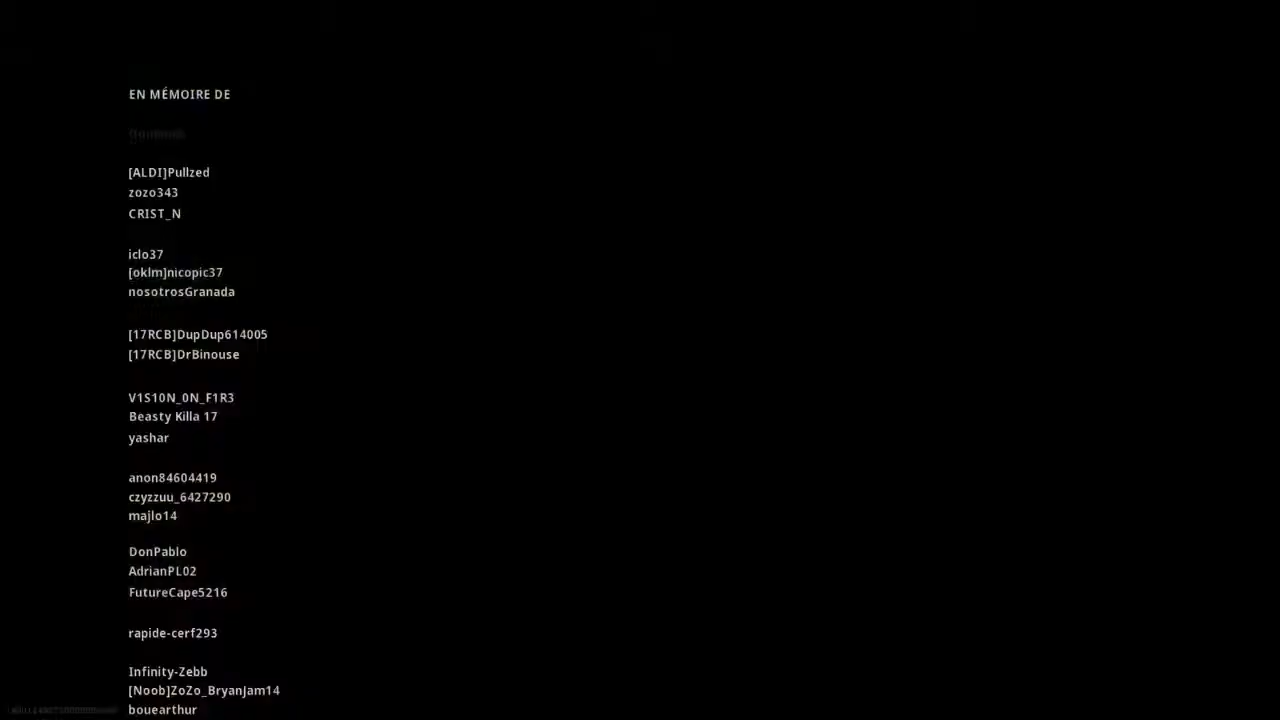 EN MÉMOIRE DE
[ALDI]Pullzed
zozo343
CRIST_N
iclo37
[oklm]nicopic37
nosotrosGranada
[17RCB]DupDup614005
[17RCB]DrBinouse
V1S10N_0N_F1R3
Beasty Killa 17
yashar
anon84604419
czyzzuu_6427290
majlo14
DonPablo
AdrianPL02
FutureCape5216
rapide-cerf293
Infinity-Zebb
[Noob]ZoZo_BryanJam14
bouearthur